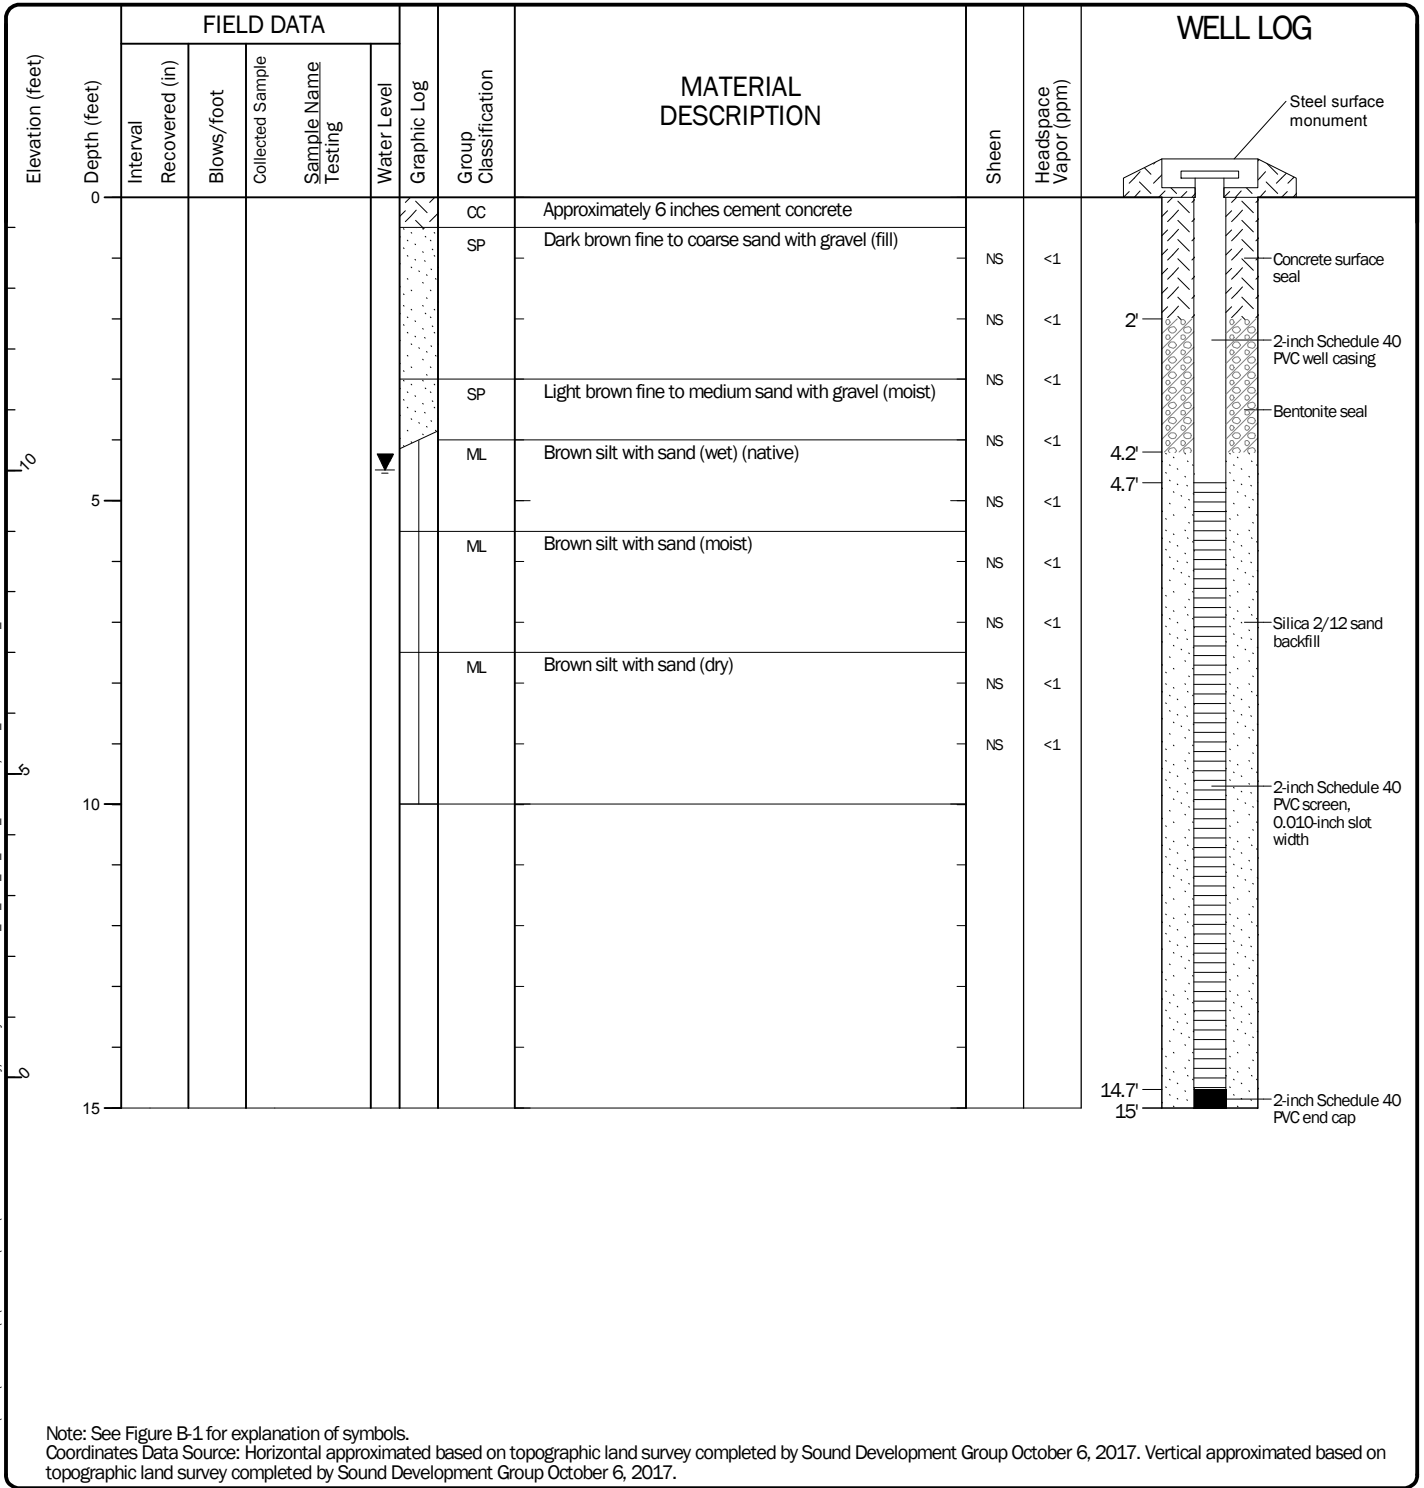 FIELD DATA
WELL LOG
Elevation (feet)
Depth (feet)
Interval
Recovered (in)
Blows/foot
Collected Sample
Sample Name
Testing
Water Level
Graphic Log
Group
Classification
MATERIAL
DESCRIPTION
Sheen
Headspace
Vapor (ppm)
Steel surface
monument
0
CC
Approximately 6 inches cement concrete
SP
Dark brown fine to coarse sand with gravel (fill)
NS
<1
Concrete surface
seal
NS
<1
2'
2-inch Schedule 40
PVC well casing
NS
<1
SP
Light brown fine to medium sand with gravel (moist)
Bentonite seal
NS
<1
ML
Brown silt with sand (wet) (native)
4.2'
10
4.7'
5
NS
<1
ML
Brown silt with sand (moist)
NS
<1
NS
<1
Silica 2/12 sand
backfill
ML
Brown silt with sand (dry)
NS
<1
NS
<1
5
2-inch Schedule 40
PVC screen,
0.010-inch slot
width
10
0
14.7'
15'
15
2-inch Schedule 40
PVC end cap
Note: See Figure B-1 for explanation of symbols.
Coordinates Data Source: Horizontal approximated based on topographic land survey completed by Sound Development Group October 6, 2017. Vertical approximated based on
topographic land survey completed by Sound Development Group October 6, 2017.